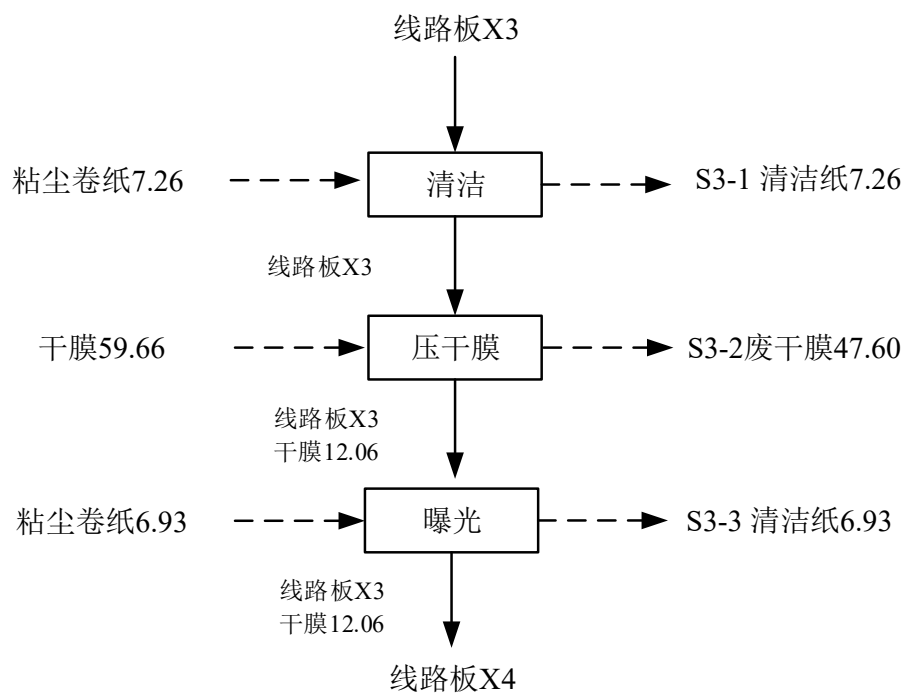 线路板X3
粘尘卷纸7.26
清洁
S3-1 清洁纸7.26
线路板X3
干膜59.66
压干膜
S3-2废干膜47.60
线路板X3
干膜12.06
粘尘卷纸6.93
曝光
S3-3 清洁纸6.93
线路板X3
干膜12.06
线路板X4